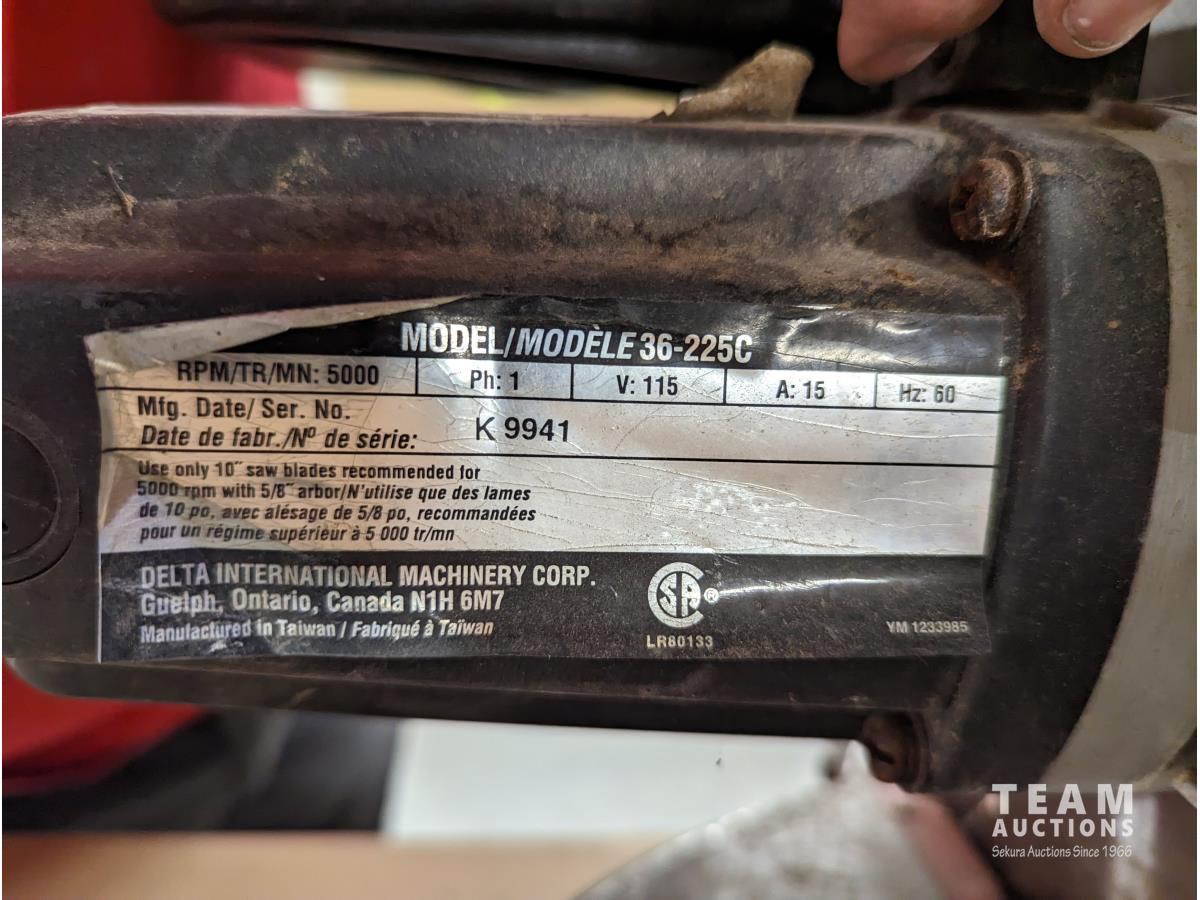 MODEL/MODÈLE 36-225C
RPM/TR/MN: 5000 Ph: 1 V: 115 A: 15 Hz: 60
Mfg. Date/ Ser. No.
Date de fabr./Nº de série: K 9941
Use only 10" saw blades recommended for
5000 rpm with 5/8" arbor/N'utilise que des lames
de 10 po, avec alésage de 5/8 po, recommandées
pour un régime supérieur à 5 000 tr/mn
DELTA INTERNATIONAL MACHINERY CORP.
Guelph, Ontario, Canada N1H 6M7
Manufactured in Taiwan / Fabriqué à Taïwan
SA ®
LR80133
YM 1233985
TEAM
AUCTIONS
Sekura Auctions Since 1966